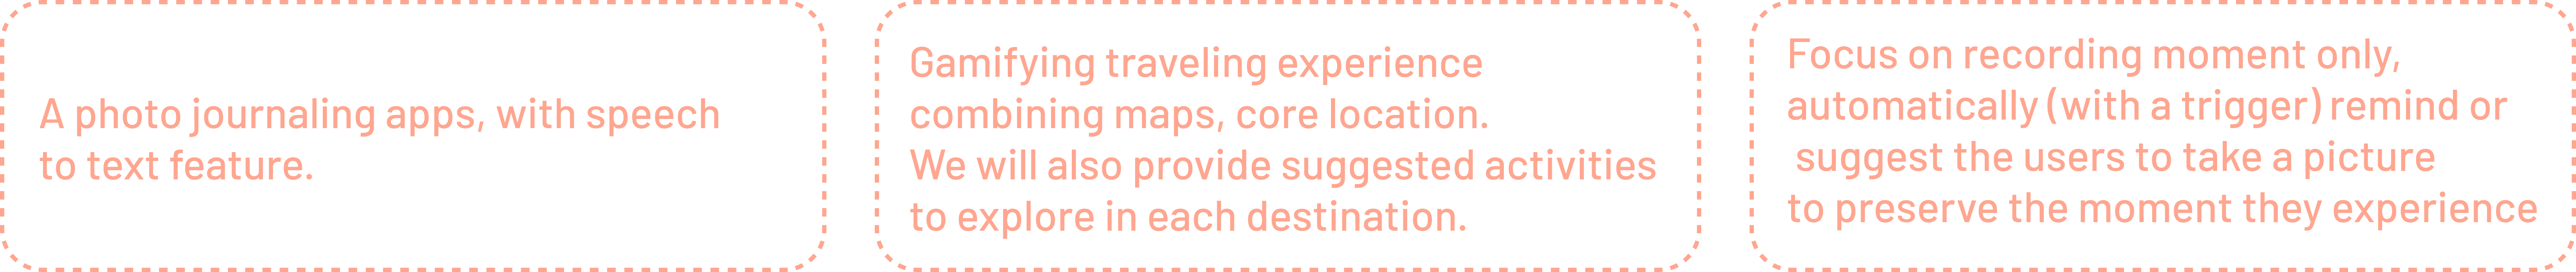 A photo journaling apps, with speech
to text feature.
Gamifying traveling experience
combining maps, core location.
We will also provide suggested activities
to explore in each destination.
Focus on recording moment only,
automatically (with a trigger) remind or
suggest the users to take a picture
to preserve the moment they experience